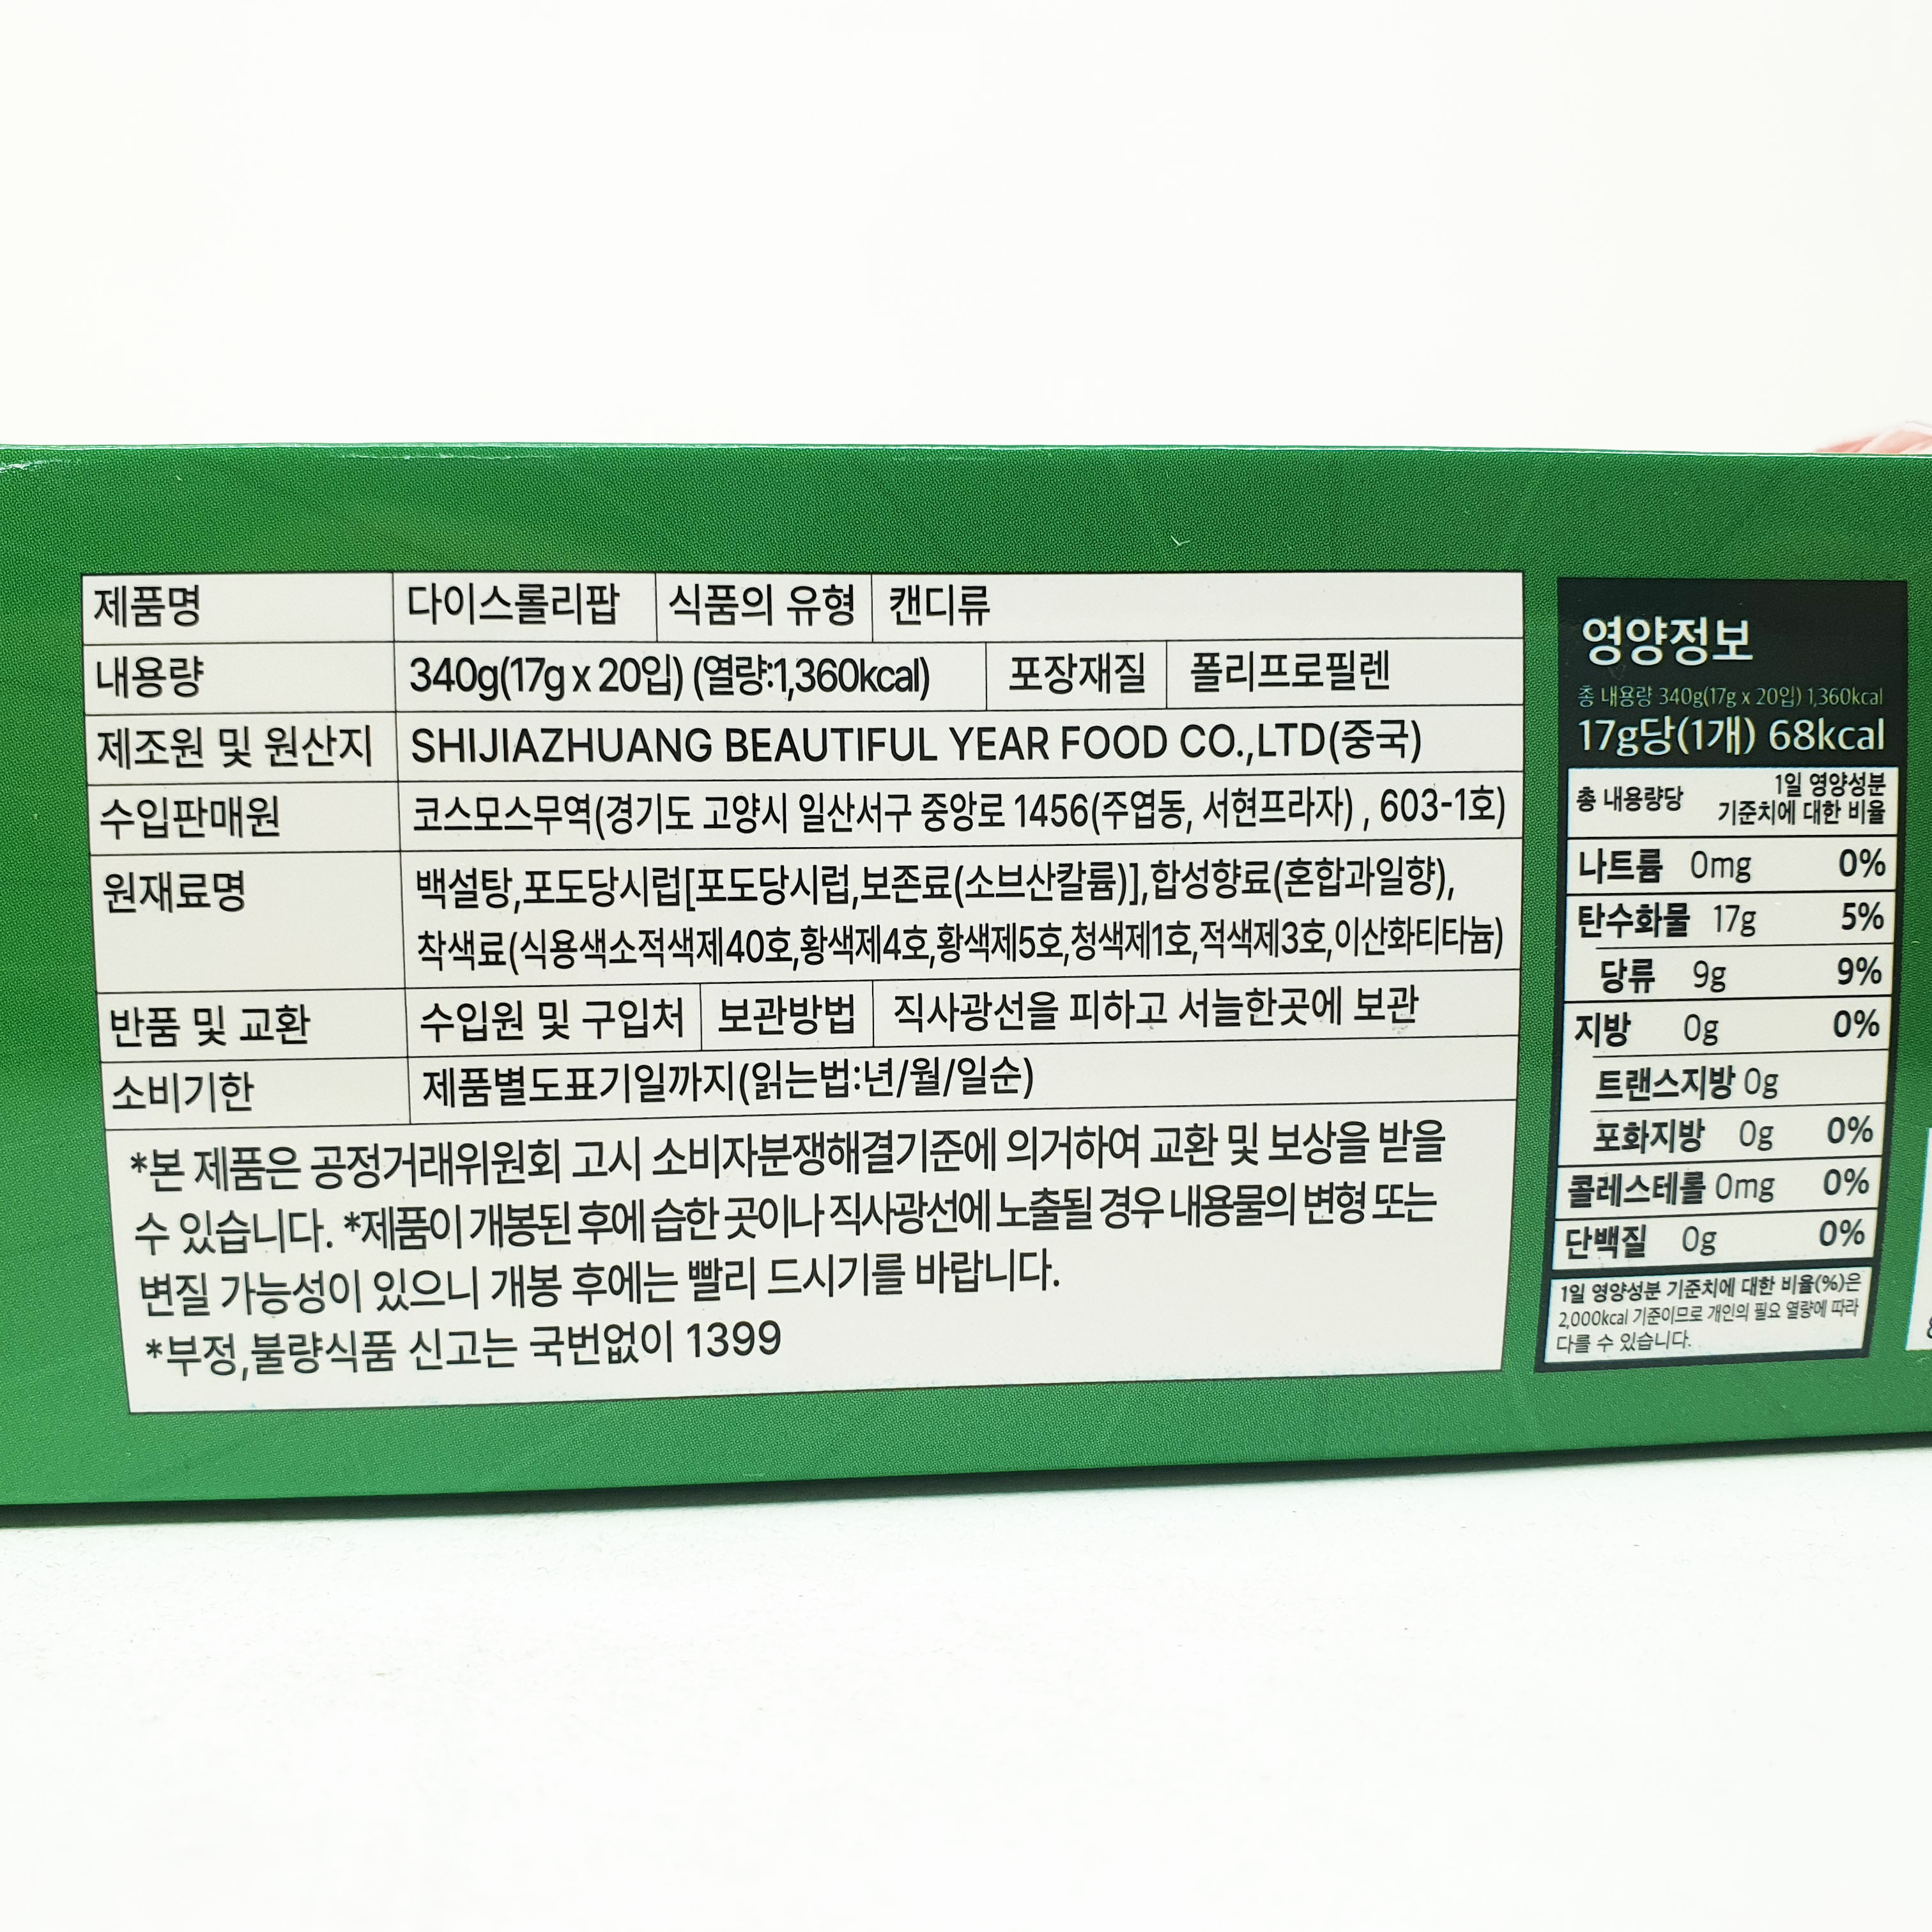 제품명 다이스롤리팝 식품의 유형 캔디류
내용량 340g(17g x 20입) (열량:1,360kcal) 포장재질 폴리프로필렌
제조원 및 원산지 SHIJIAZHUANG BEAUTIFUL YEAR FOOD CO.,LTD(중국)
수입판매원 코스모스무역(경기도 고양시 일산서구 중앙로 1456(주엽동, 서현프라자) , 603-1호)
원재료명 백설탕,포도당시럽[포도당시럽,보존료(소브산칼륨)],합성향료(혼합과일향),
착색료(식용색소적색제40호,황색제4호,황색제5호,청색제1호,적색제3호,이산화티타늄)
반품 및 교환 수입원 및 구입처 보관방법 직사광선을 피하고 서늘한곳에 보관
소비기한 제품별도표기일까지(읽는법:년/월/일순)
*본 제품은 공정거래위원회 고시 소비자분쟁해결기준에 의거하여 교환 및 보상을 받을
수 있습니다. *제품이 개봉된 후에 습한 곳이나 직사광선에 노출될 경우 내용물의 변형 또는
변질 가능성이 있으니 개봉 후에는 빨리 드시기를 바랍니다.
*부정,불량식품 신고는 국번없이 1399
영양정보
총 내용량 340g(17g x 20입) 1,360kcal
17g당(1개) 68kcal
총 내용량당 1일 영양성분
기준치에 대한 비율
나트륨 0mg 0%
탄수화물 17g 5%
당류 9g 9%
지방 0g 0%
트랜스지방 0g
포화지방 0g 0%
콜레스테롤 0mg 0%
단백질 0g 0%
1일 영양성분 기준치에 대한 비율(%)은
2,000kcal 기준이므로 개인의 필요 열량에 따라
다를 수 있습니다.